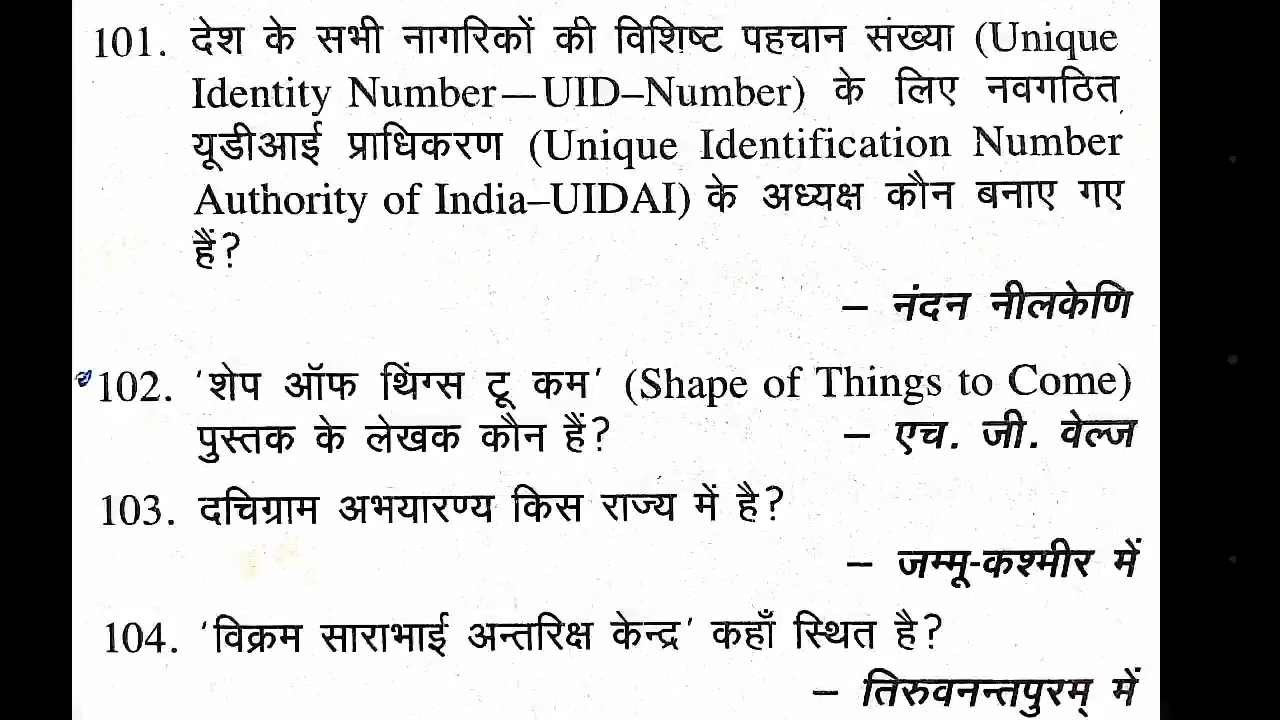 101. देश के सभी नागरिकों की विशिष्ट पहचान संख्या (Unique
Identity Number—UID–Number) के लिए नवगठित
यूडीआई प्राधिकरण (Unique Identification Number
Authority of India–UIDAI) के अध्यक्ष कौन बनाए गए
हैं?
– नंदन नीलकेणि
102. 'शेप ऑफ थिंग्स टू कम' (Shape of Things to Come)
पुस्तक के लेखक कौन हैं? – एच. जी. वेल्ज
103. दचिग्राम अभयारण्य किस राज्य में है?
– जम्मू-कश्मीर में
104. 'विक्रम साराभाई अन्तरिक्ष केन्द्र' कहाँ स्थित है?
– तिरुवनन्तपुरम् में